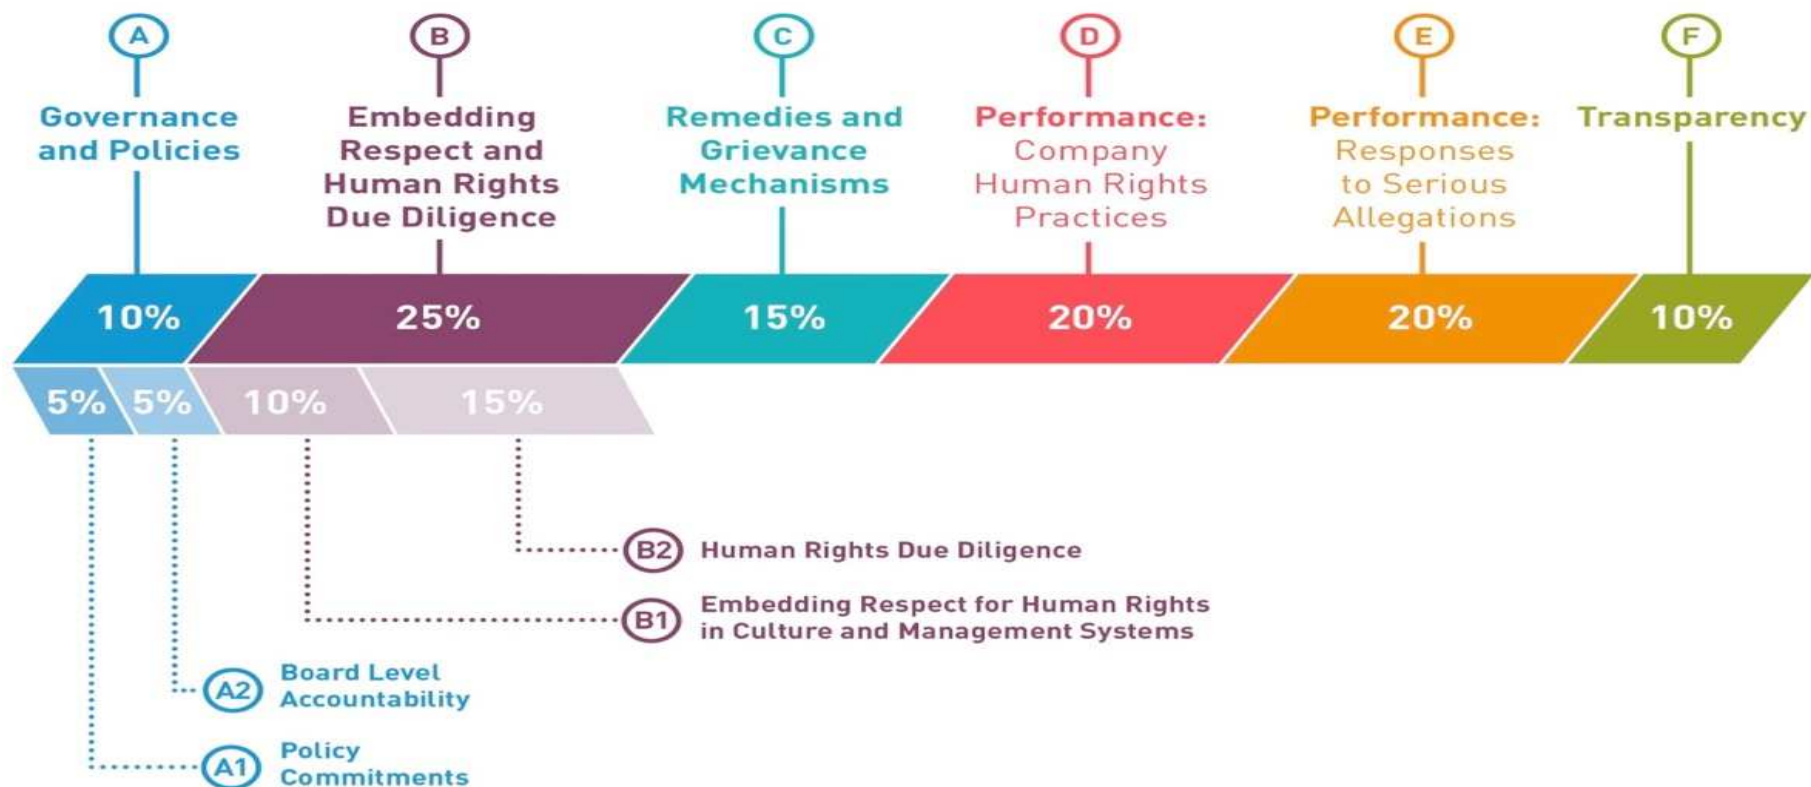 A
Governance
and Policies
B
Embedding
Respect and
Human Rights
Due Diligence
C
Remedies and
Grievance
Mechanisms
D
Performance:
Company
Human Rights
Practices
E
Performance:
Responses
to Serious
Allegations
F
Transparency
10%
25%
15%
20%
20%
10%
5%
5%
10%
15%
B2
Human Rights Due Diligence
B1
Embedding Respect for Human Rights
in Culture and Management Systems
A2
Board Level
Accountability
A1
Policy
Commitments